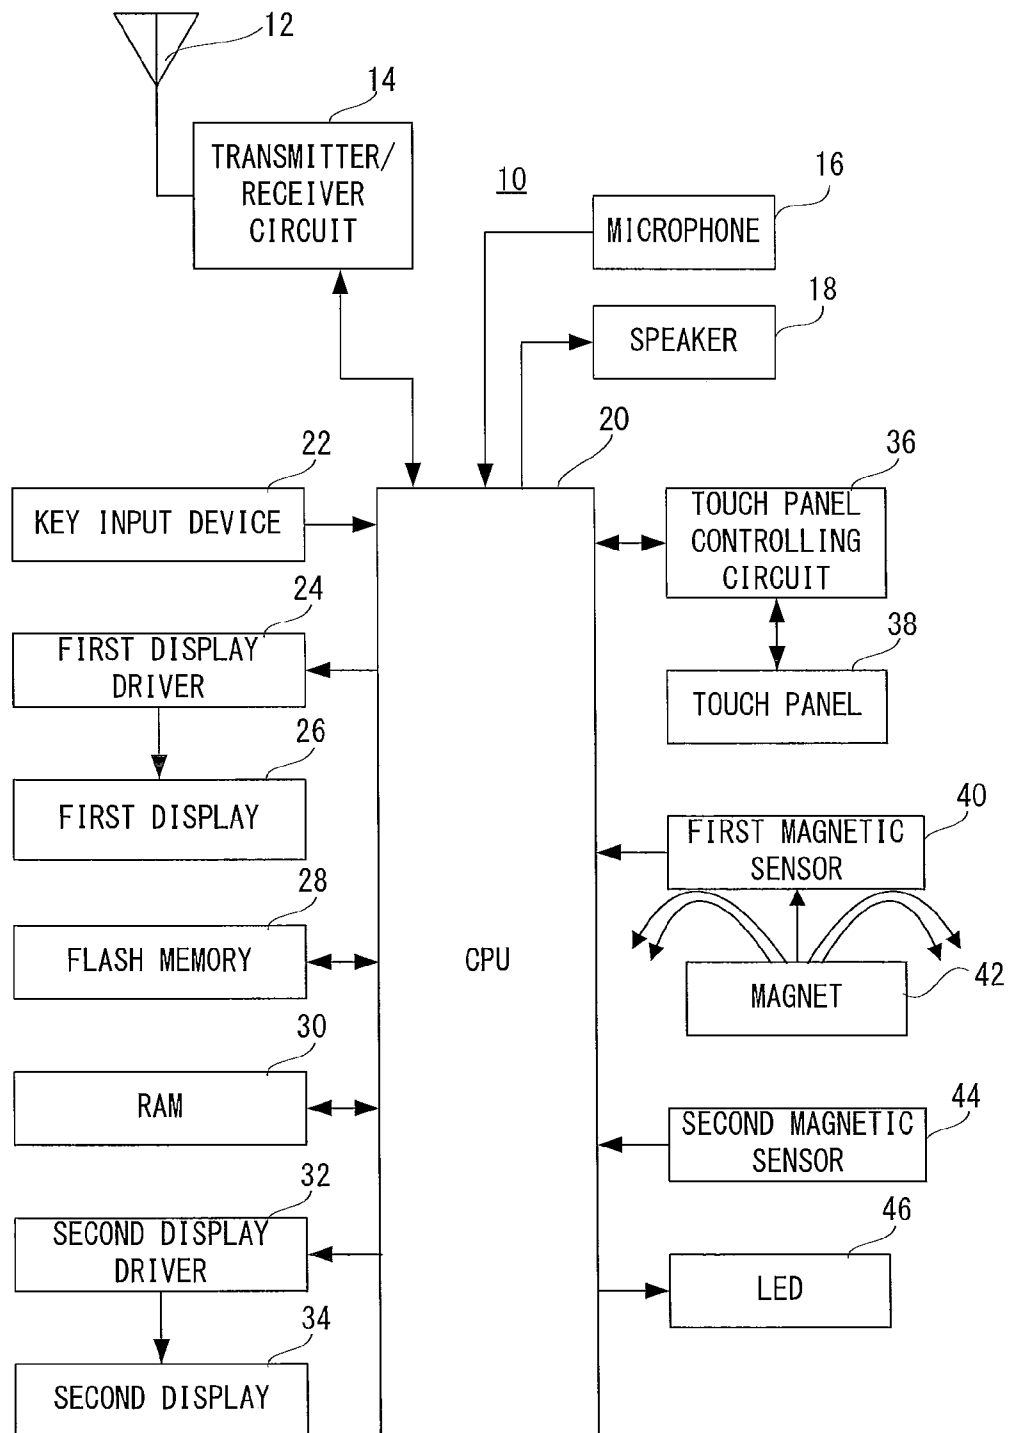 12
14
TRANSMITTER/
RECEIVER
CIRCUIT
10
16
MICROPHONE
18
SPEAKER
20
22
KEY INPUT DEVICE
36
TOUCH PANEL
CONTROLLING
CIRCUIT
24
FIRST DISPLAY
DRIVER
38
TOUCH PANEL
26
FIRST DISPLAY
40
FIRST MAGNETIC
SENSOR
28
FLASH MEMORY
CPU
42
MAGNET
30
RAM
44
SECOND MAGNETIC
SENSOR
32
SECOND DISPLAY
DRIVER
46
LED
34
SECOND DISPLAY